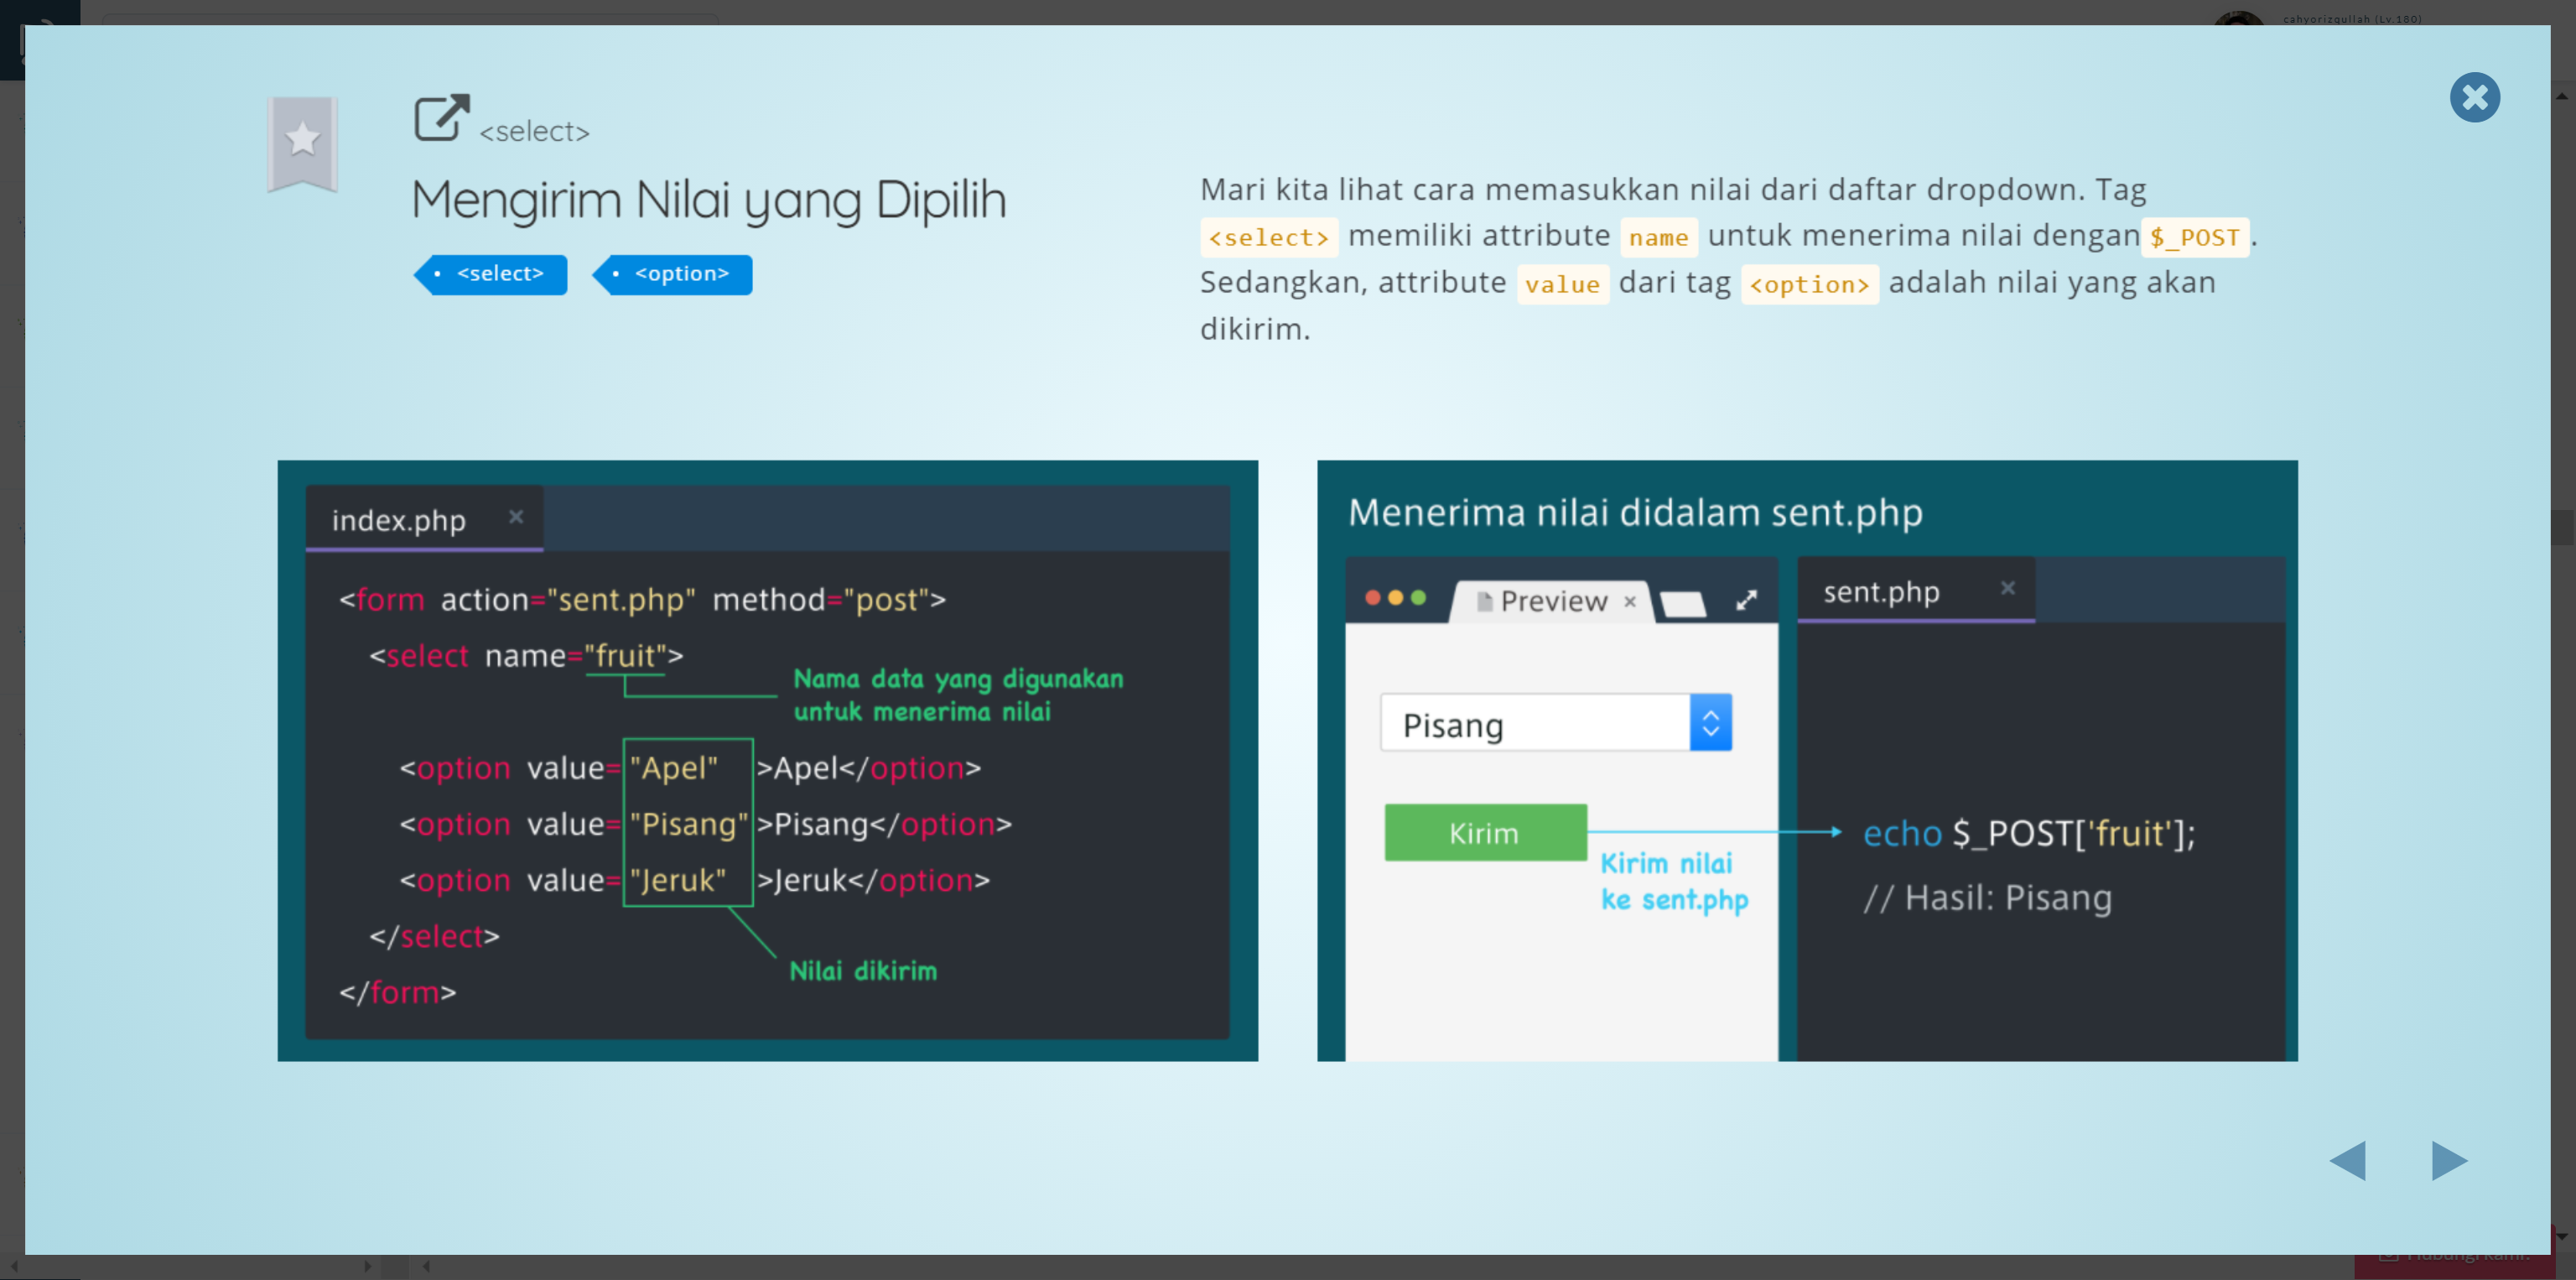 cahyorizqullah (Lv.180)
<select>
Mengirim Nilai yang Dipilih
<select> <option>
Mari kita lihat cara memasukkan nilai dari daftar dropdown. Tag
<select> memiliki attribute name untuk menerima nilai dengan $_POST.
Sedangkan, attribute value dari tag <option> adalah nilai yang akan
dikirim.
index.php
<form action="sent.php" method="post">
<select name="fruit">
Nama data yang digunakan
untuk menerima nilai
<option value="Apel">Apel</option>
<option value="Pisang">Pisang</option>
<option value="Jeruk">Jeruk</option>
</select>
Nilai dikirim
</form>
Menerima nilai didalam sent.php
Preview
Pisang
Kirim
Kirim nilai
ke sent.php
sent.php
echo $_POST['fruit'];
// Hasil: Pisang